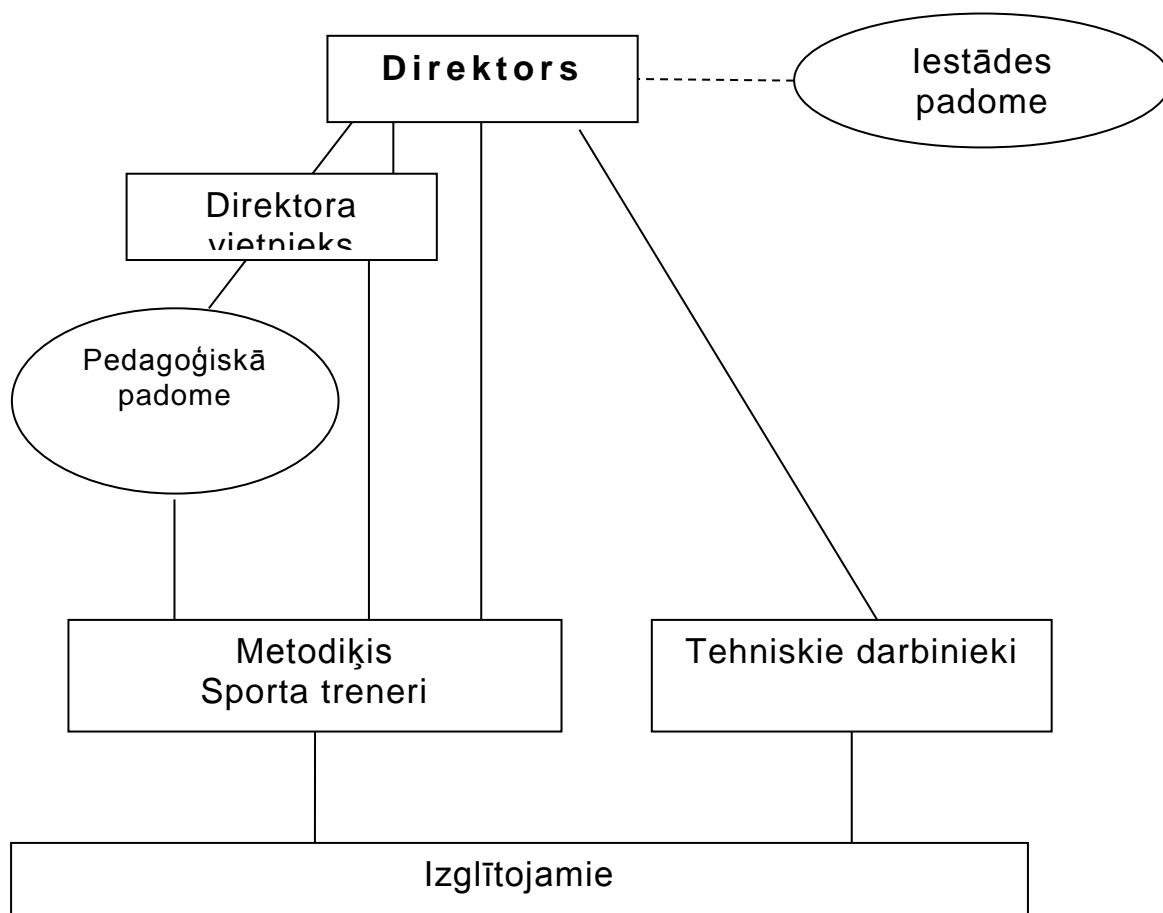 Direktors
Iestādes
padome
Direktora
vietnieks
Pedagoģiskā
padome
Metodiķis
Sporta treneri
Tehniskie darbinieki
Izglītojamie